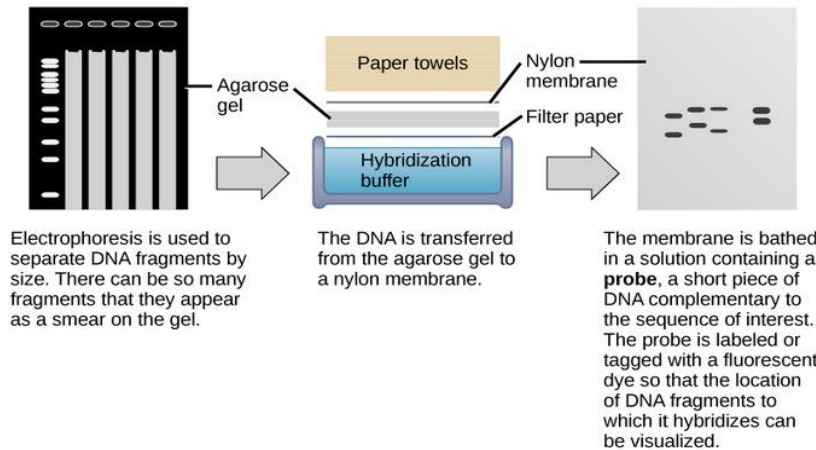 Agarose
gel
Paper towels
Nylon
membrane
Filter paper
Hybridization
buffer
Electrophoresis is used to
separate DNA fragments by
size. There can be so many
fragments that they appear
as a smear on the gel.
The DNA is transferred
from the agarose gel to
a nylon membrane.
The membrane is bathed
in a solution containing a
probe, a short piece of
DNA complementary to
the sequence of interest.
The probe is labeled or
tagged with a fluorescent
dye so that the location
of DNA fragments to
which it hybridizes can
be visualized.